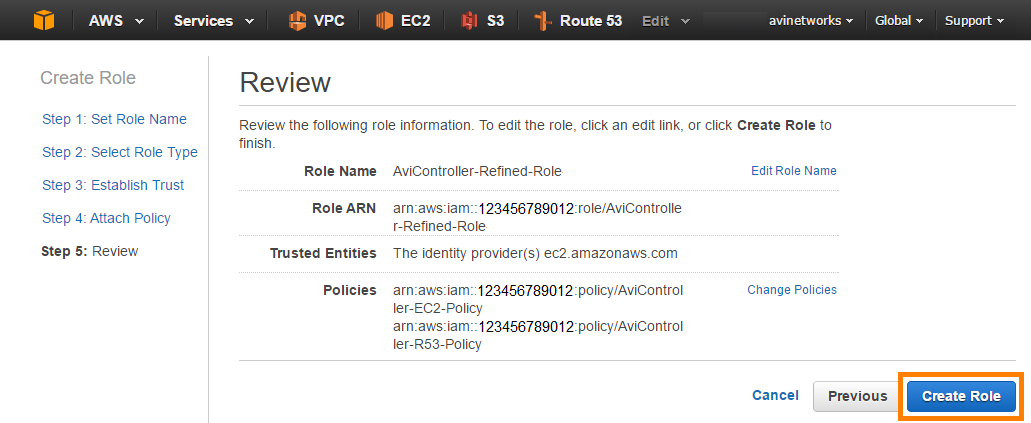 AWS Services VPC EC2 S3 Route 53 Edit avinetworks Global Support
Create Role
Step 1: Set Role Name
Step 2: Select Role Type
Step 3: Establish Trust
Step 4: Attach Policy
Step 5: Review
Review
Review the following role information. To edit the role, click an edit link, or click Create Role to
finish.
Role Name AviController-Refined-Role Edit Role Name
Role ARN arn:aws:iam::123456789012:role/AviControlle
r-Refined-Role
Trusted Entities The identity provider(s) ec2.amazonaws.com
Policies arn:aws:iam::123456789012:policy/AviControl Change Policies
ler-EC2-Policy
arn:aws:iam::123456789012:policy/AviControl
ler-R53-Policy
Cancel Previous Create Role